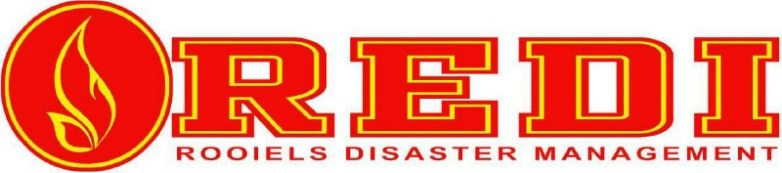 REDI
ROOIELS DISASTER MANAGEMENT